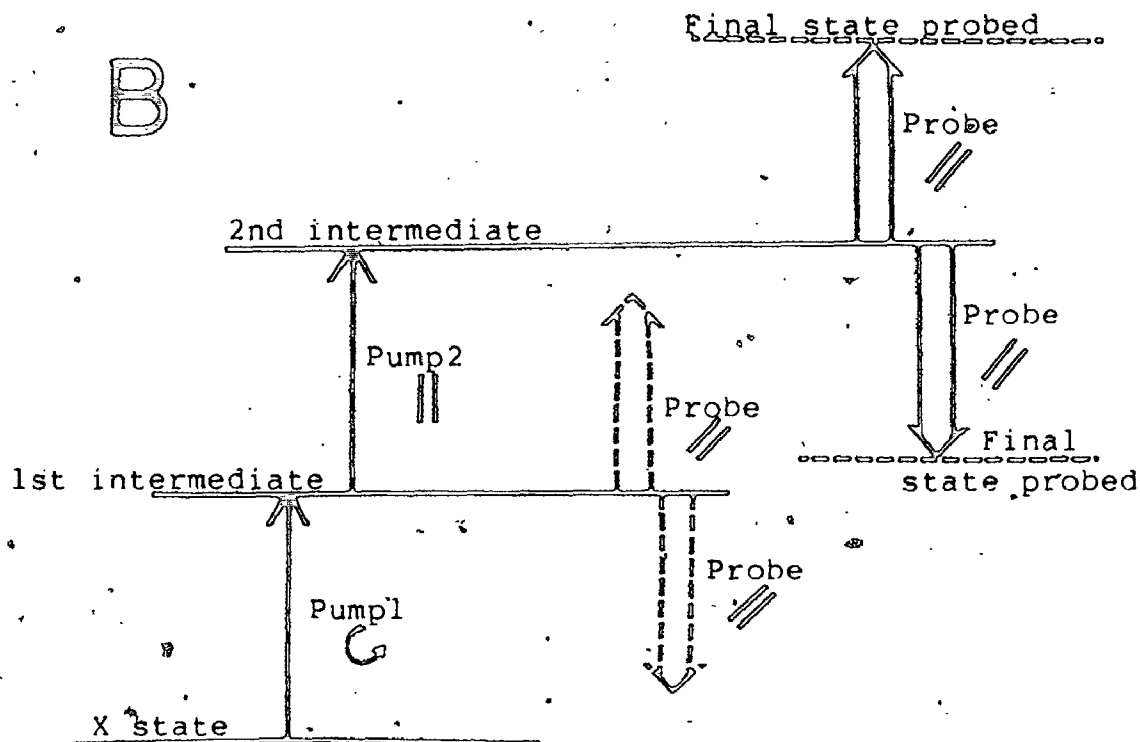 Final state probed
B
Probe
2nd intermediate
Probe
Pump2
Probe
Final
state probed
1st intermediate
Probe
Pump1
X state